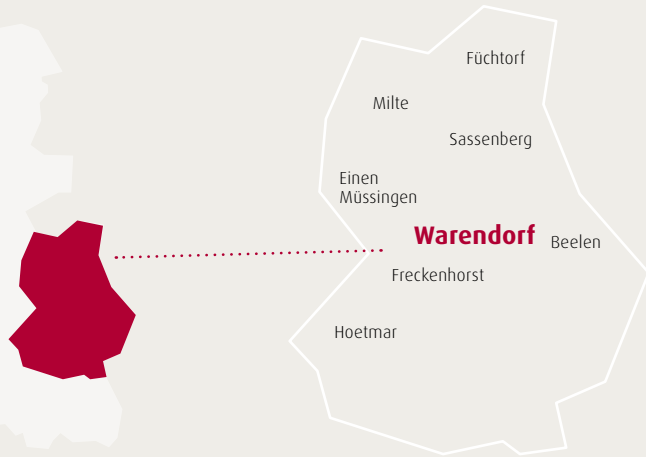 Füchtorf
Milte
Sassenberg
Einen
Müssingen
Warendorf
Beelen
Freckenhorst
Hoetmar